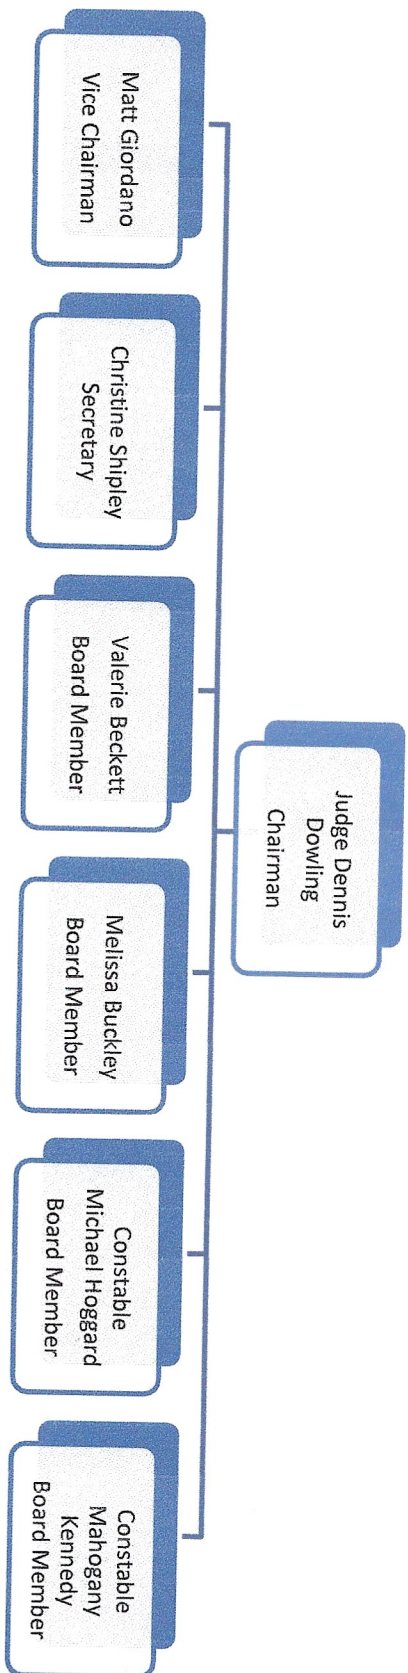 Judge Dennis
Dowling
Chairman
Matt Giordano
Vice Chairman
Christine Shipley
Secretary
Valerie Beckett
Board Member
Melissa Buckley
Board Member
Constable
Michael Hoggard
Board Member
Constable
Mahogany
Kennedy
Board Member